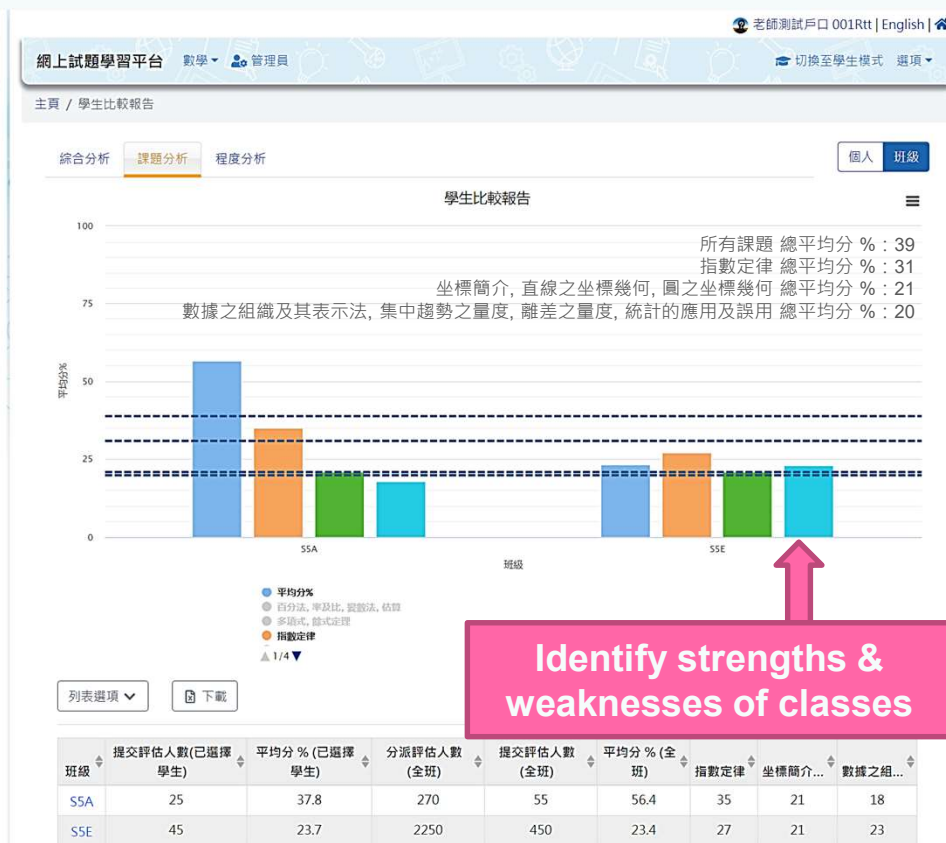 老師測試戶口 001Rtt | English |
網上試題學習平台 數學 管理員 切換至學生模式 選項
主頁 / 學生比較報告
綜合分析 課題分析 程度分析 個人 班級
學生比較報告
所有課題 總平均分 % : 39
指數定律 總平均分 % : 31
坐標簡介, 直線之坐標幾何, 圓之坐標幾何 總平均分 % : 21
數據之組織及其表示法, 集中趨勢之量度, 離差之量度, 統計的應用及誤用 總平均分 % : 20
100
75
50
25
0
平均分%
S5A S5E
班級
平均分%
百分法, 率及比, 變數法, 估算
多項式, 餘式定理
指數定律
1/4
Identify strengths &
weaknesses of classes
列表選項 下載
班級 提交評估人數(已選擇學生) 平均分 % (已選擇學生) 分派評估人數(全班) 提交評估人數(全班) 平均分 % (全班) 指數定律 坐標簡介... 數據之組...
S5A 25 37.8 270 55 56.4 35 21 18
S5E 45 23.7 2250 450 23.4 27 21 23